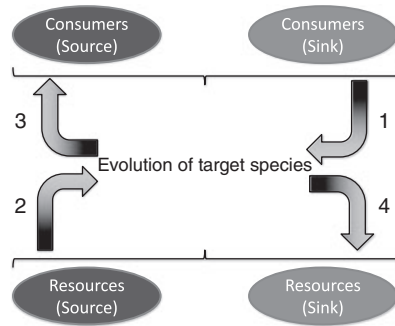 Consumers
(Source)
Consumers
(Sink)
3
1
Evolution of target species
2
4
Resources
(Source)
Resources
(Sink)